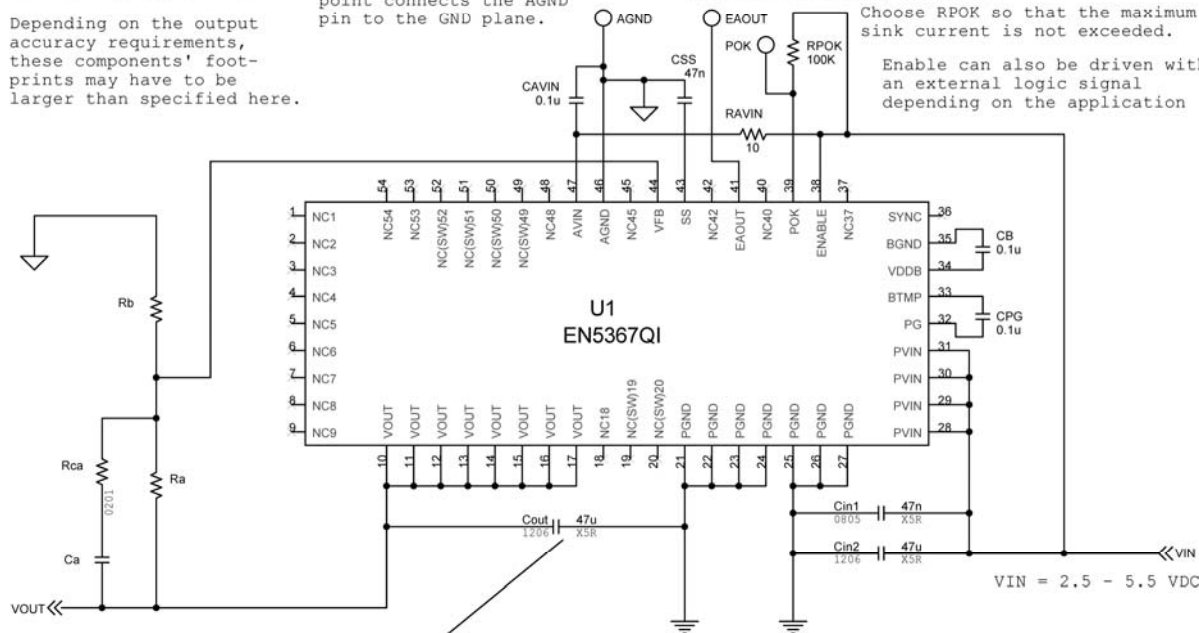 Depending on the output
accuracy requirements,
these components' foot-
prints may have to be
larger than specified here.
point connects the AGND
pin to the GND plane.
Choose RPOK so that the maximum
sink current is not exceeded.
Enable can also be driven with
an external logic signal
depending on the application
AGND
EAOUT
POK
RPOK
100K
CSS
47n
CAVIN
0.1u
RAVIN
10
54 53 52 51 50 49 48 47 46 45 44 43 42 41 40 39 38 37
NC54
NC53
NC(SW)52
NC(SW)51
NC(SW)50
NC(SW)49
NC48
AVIN
AGND
NC45
VFB
SS
NC42
EAOUT
NC40
POK
ENABLE
NC37
1 NC1
2 NC2
3 NC3
4 NC4
5 NC5
6 NC6
7 NC7
8 NC8
9 NC9
U1
EN5367QI
SYNC 36
BGND 35
VDDB 34
BTMP 33
PG 32
PVIN 31
PVIN 30
PVIN 29
PVIN 28
CB
0.1u
CPG
0.1u
VOUT
VOUT
VOUT
VOUT
VOUT
VOUT
VOUT
VOUT
NC18
NC(SW)19
NC(SW)20
PGND
PGND
PGND
PGND
PGND
PGND
PGND
10 11 12 13 14 15 16 17 18 19 20 21 22 23 24 25 26 27
Rb
Rca
0201
Ra
Ca
VOUT
Cout 47u
1206 X5R
Cin1 47n
0805 X5R
Cin2 47u
1206 X5R
VIN
VIN = 2.5 - 5.5 VDC